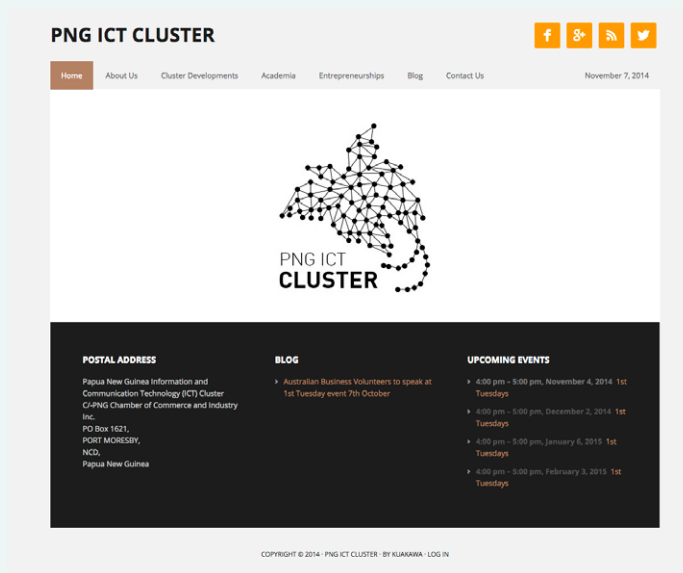 PNG ICT CLUSTER
Home About Us Cluster Developments Academia Entrepreneurships Blog Contact Us November 7, 2014
PNG ICT
CLUSTER
POSTAL ADDRESS
Papua New Guinea Information and
Communication Technology (ICT) Cluster
C/-PNG Chamber of Commerce and Industry
Inc.
PO Box 1621,
PORT MORESBY,
NCD,
Papua New Guinea
BLOG
Australian Business Volunteers to speak at
1st Tuesday event 7th October
UPCOMING EVENTS
4:00 pm – 5:00 pm, November 4, 2014 1st
Tuesdays
4:00 pm – 5:00 pm, December 2, 2014 1st
Tuesdays
4:00 pm – 5:00 pm, January 6, 2015 1st
Tuesdays
4:00 pm – 5:00 pm, February 3, 2015 1st
Tuesdays
COPYRIGHT © 2014 · PNG ICT CLUSTER · BY KUAKAWA · LOG IN